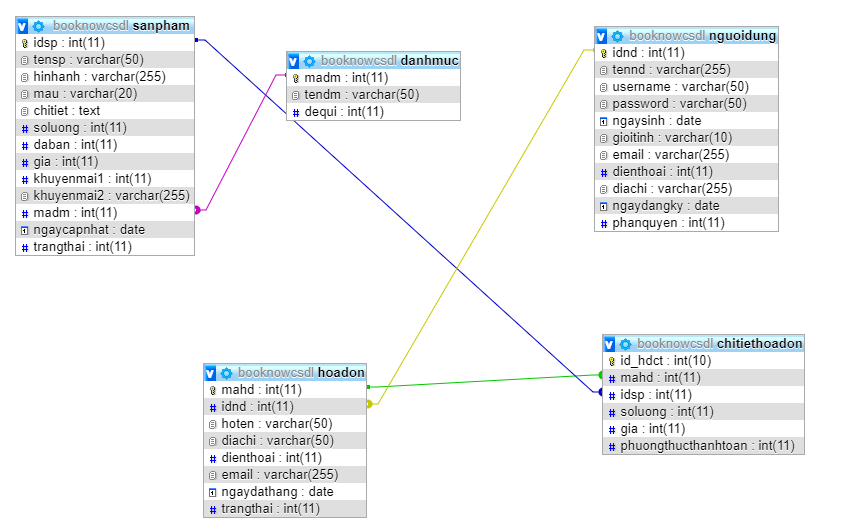 booknowcsdl sanpham
idsp : int(11)
tensp : varchar(50)
hinhanh : varchar(255)
mau : varchar(20)
chitiet : text
soluong : int(11)
daban : int(11)
gia : int(11)
khuyenmai1 : int(11)
khuyenmai2 : varchar(255)
madm : int(11)
ngaycapnhat : date
trangthai : int(11)
booknowcsdl danhmuc
madm : int(11)
tendm : varchar(50)
dequi : int(11)
booknowcsdl nguoidung
idnd : int(11)
tennd : varchar(255)
username : varchar(50)
password : varchar(50)
ngaysinh : date
gioitinh : varchar(10)
email : varchar(255)
dienthoai : int(11)
diachi : varchar(255)
ngaydangky : date
phanquyen : int(11)
booknowcsdl hoadon
mahd : int(11)
idnd : int(11)
hoten : varchar(50)
diachi : varchar(50)
dienthoai : int(11)
email : varchar(255)
ngaydathang : date
trangthai : int(11)
booknowcsdl chitiethoadon
id_hdct : int(10)
mahd : int(11)
idsp : int(11)
soluong : int(11)
gia : int(11)
phuongthucthanhtoan : int(11)